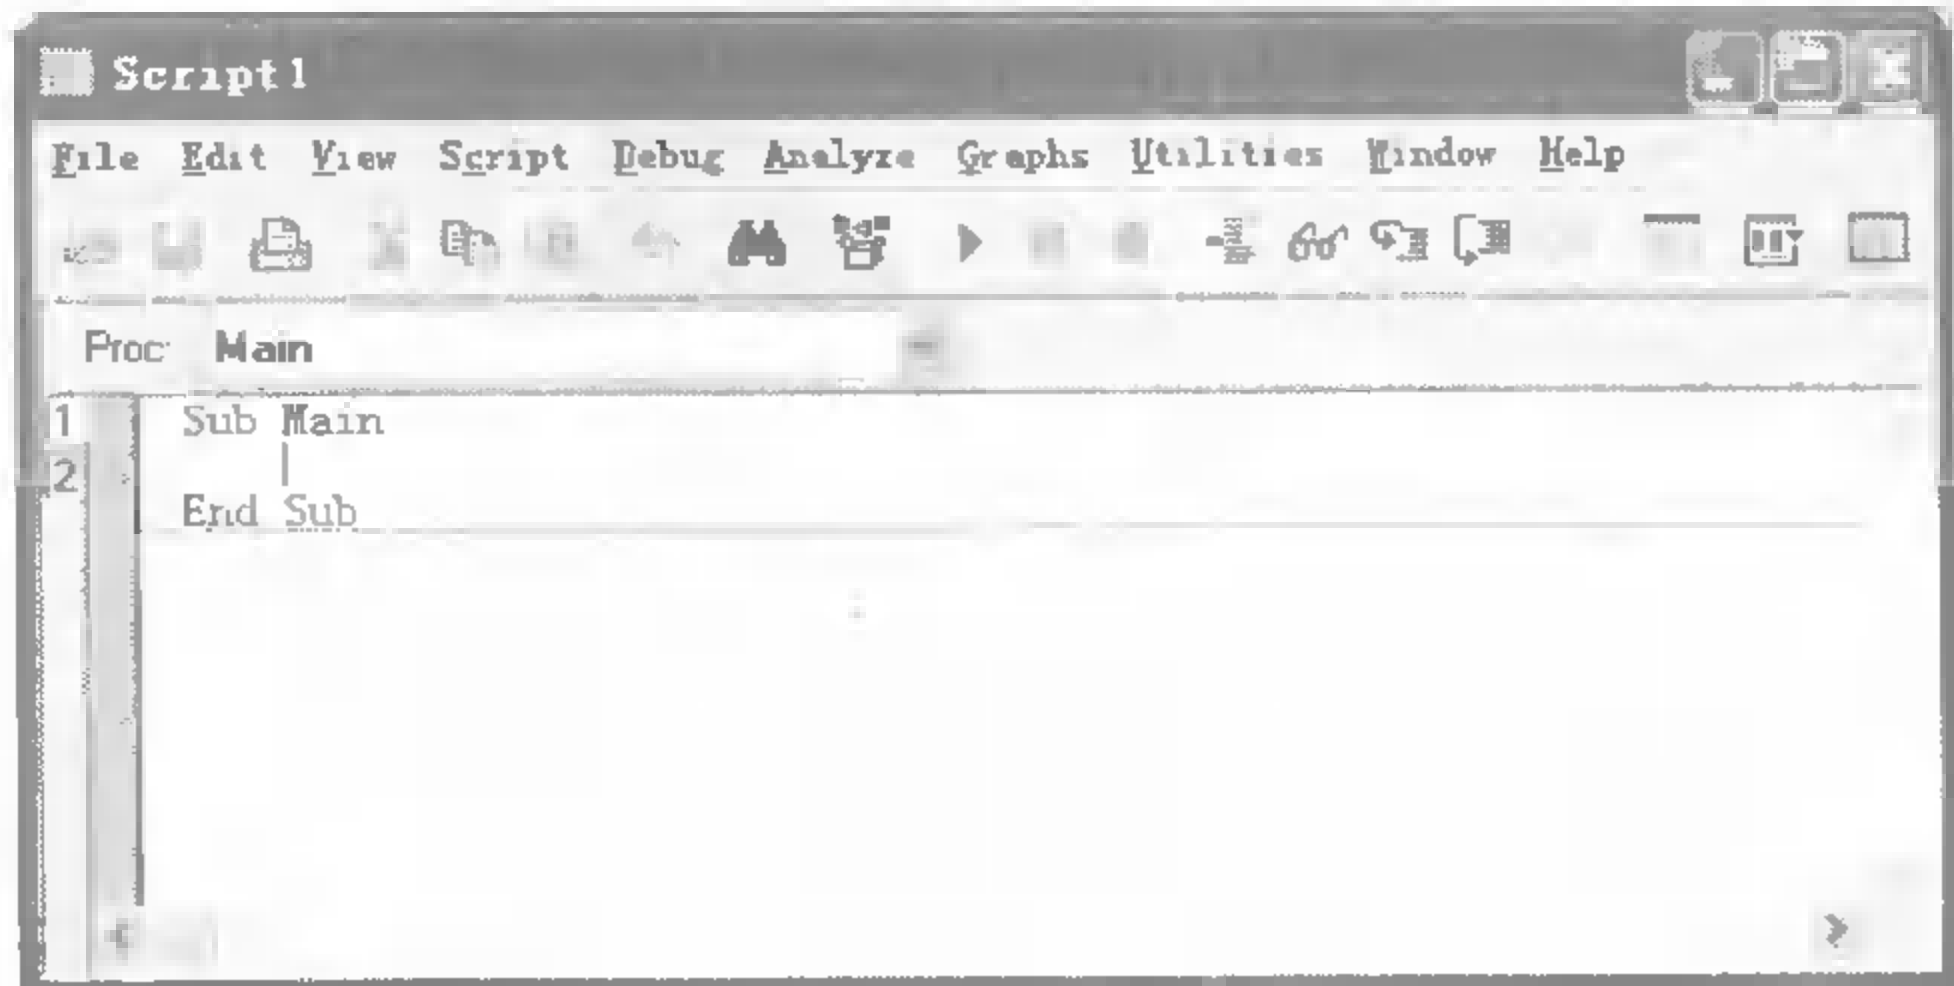 Script1
File Edit View Script Debug Analyze Graphs Utilities Window Help
Proc: Main
1 Sub Main
2
End Sub